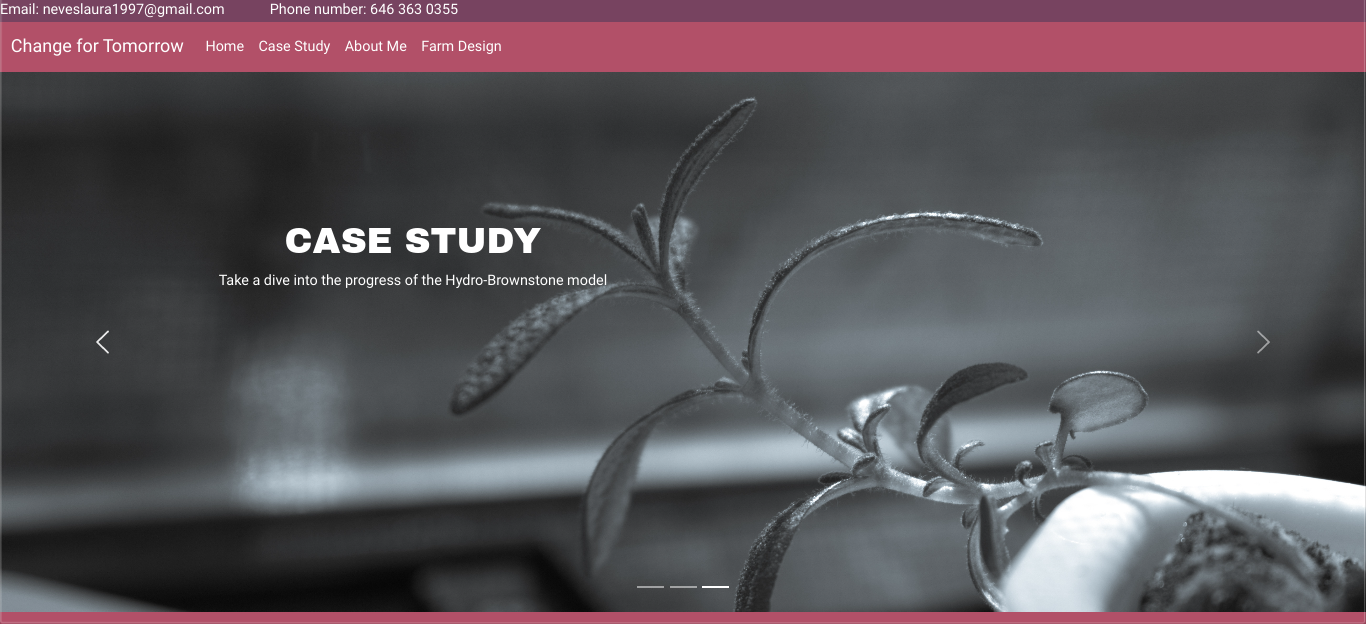 Email: neveslaura1997@gmail.com Phone number: 646 363 0355
Change for Tomorrow Home Case Study About Me Farm Design
CASE STUDY
Take a dive into the progress of the Hydro-Brownstone model